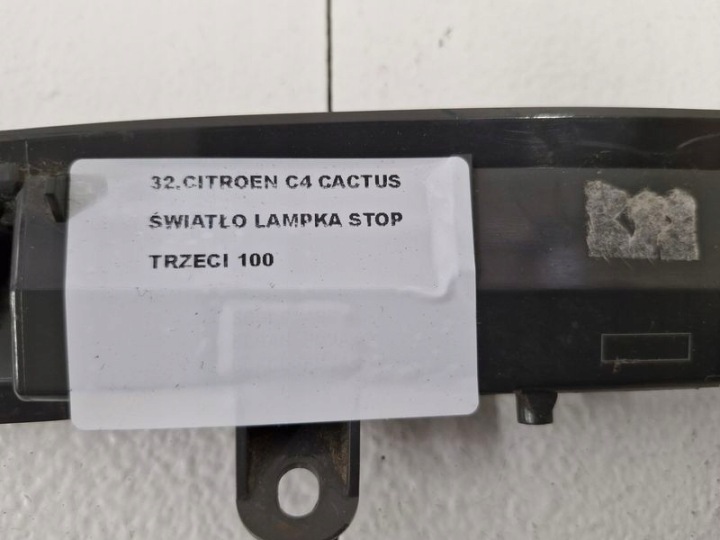 32.CITROEN C4 CACTUS
ŚWIATŁO LAMPKA STOP
TRZECI 100